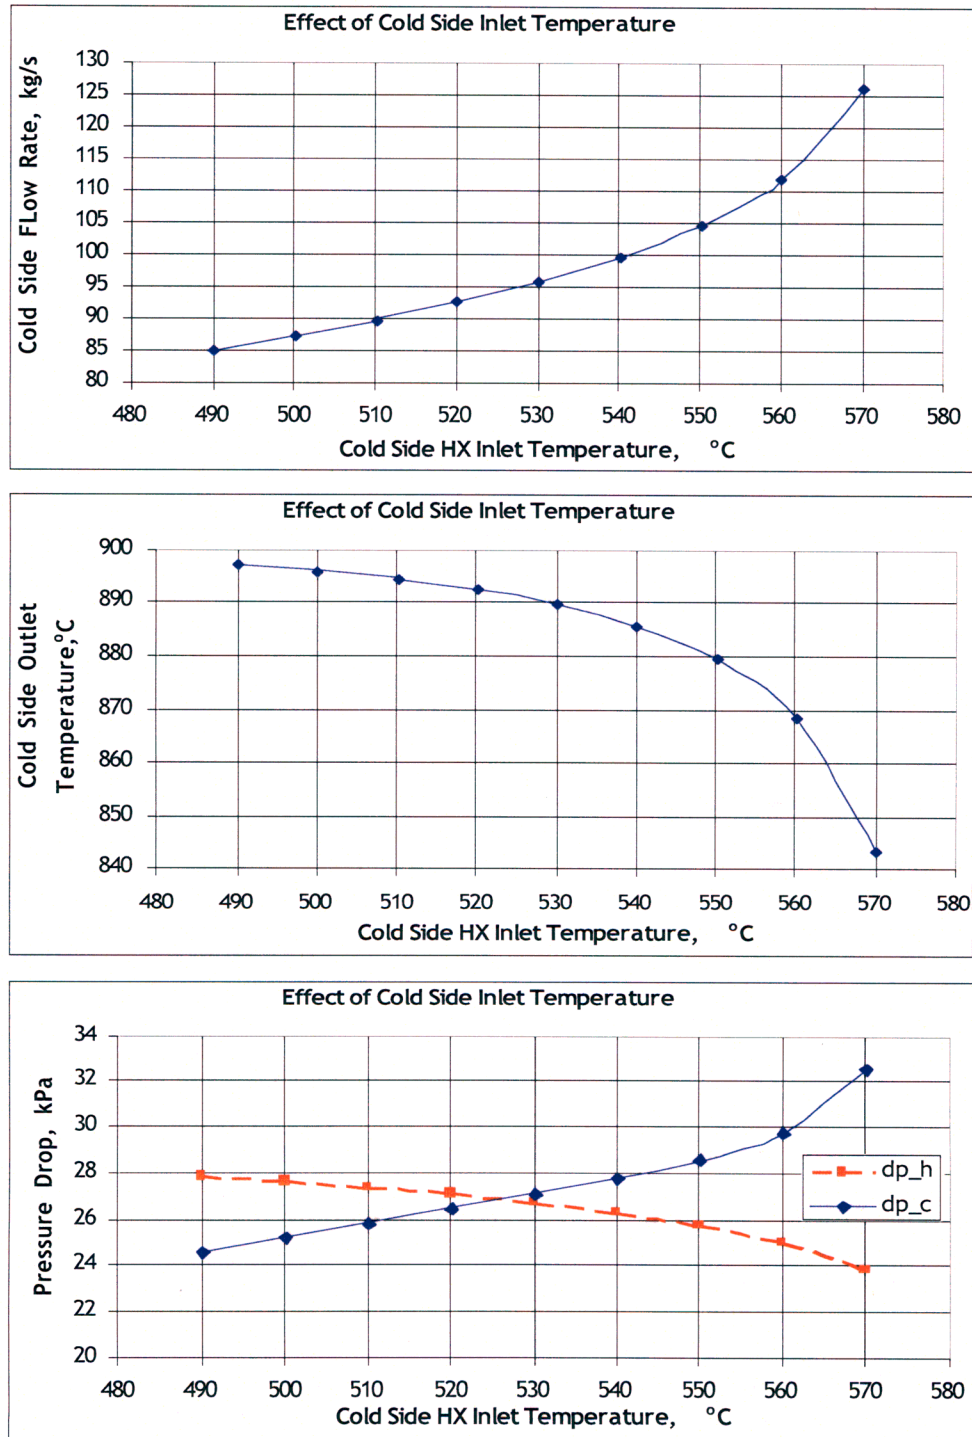 Effect of Cold Side Inlet Temperature
Cold Side FLow Rate, kg/s
130
125
120
115
110
105
100
95
90
85
80
480 490 500 510 520 530 540 550 560 570 580
Cold Side HX Inlet Temperature, °C
Effect of Cold Side Inlet Temperature
Cold Side Outlet
Temperature,°C
900
890
880
870
860
850
840
480 490 500 510 520 530 540 550 560 570 580
Cold Side HX Inlet Temperature, °C
Effect of Cold Side Inlet Temperature
Pressure Drop, kPa
34
32
30
28
26
24
22
20
dp_h
dp_c
480 490 500 510 520 530 540 550 560 570 580
Cold Side HX Inlet Temperature, °C